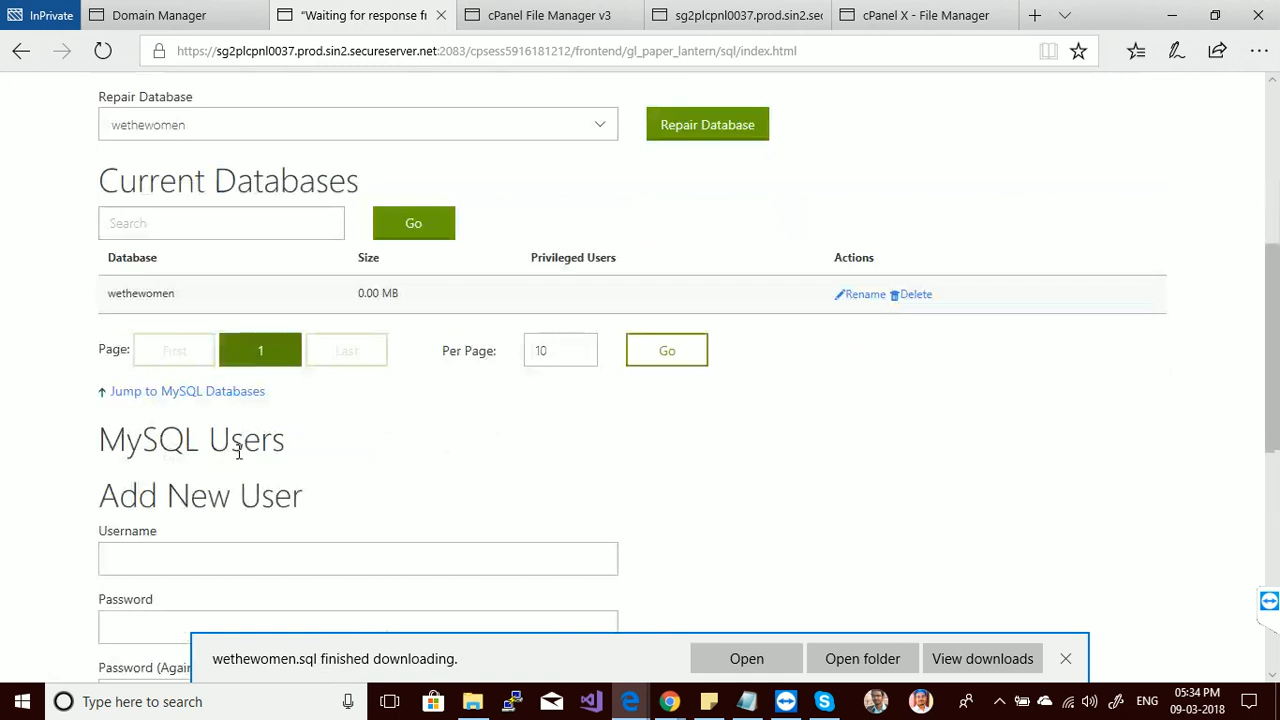 InPrivate
Domain Manager
"Waiting for response fr
cPanel File Manager v3
sg2plcpnl0037.prod.sin2.sec
cPanel X - File Manager
https://sg2plcpnl0037.prod.sin2.secureserver.net:2083/cpsess5916181212/frontend/gl_paper_lantern/sql/index.html
Repair Database
wethewomen
Repair Database
Current Databases
Search
Go
Database Size Privileged Users Actions
wethewomen 0.00 MB Rename Delete
Page: First 1 Last Per Page: 10 Go
Jump to MySQL Databases
MySQL Users
Add New User
Username
Password
Password (Again
wethewomen.sql finished downloading.
Open
Open folder
View downloads
Type here to search
ENG
05:34 PM
09-03-2018